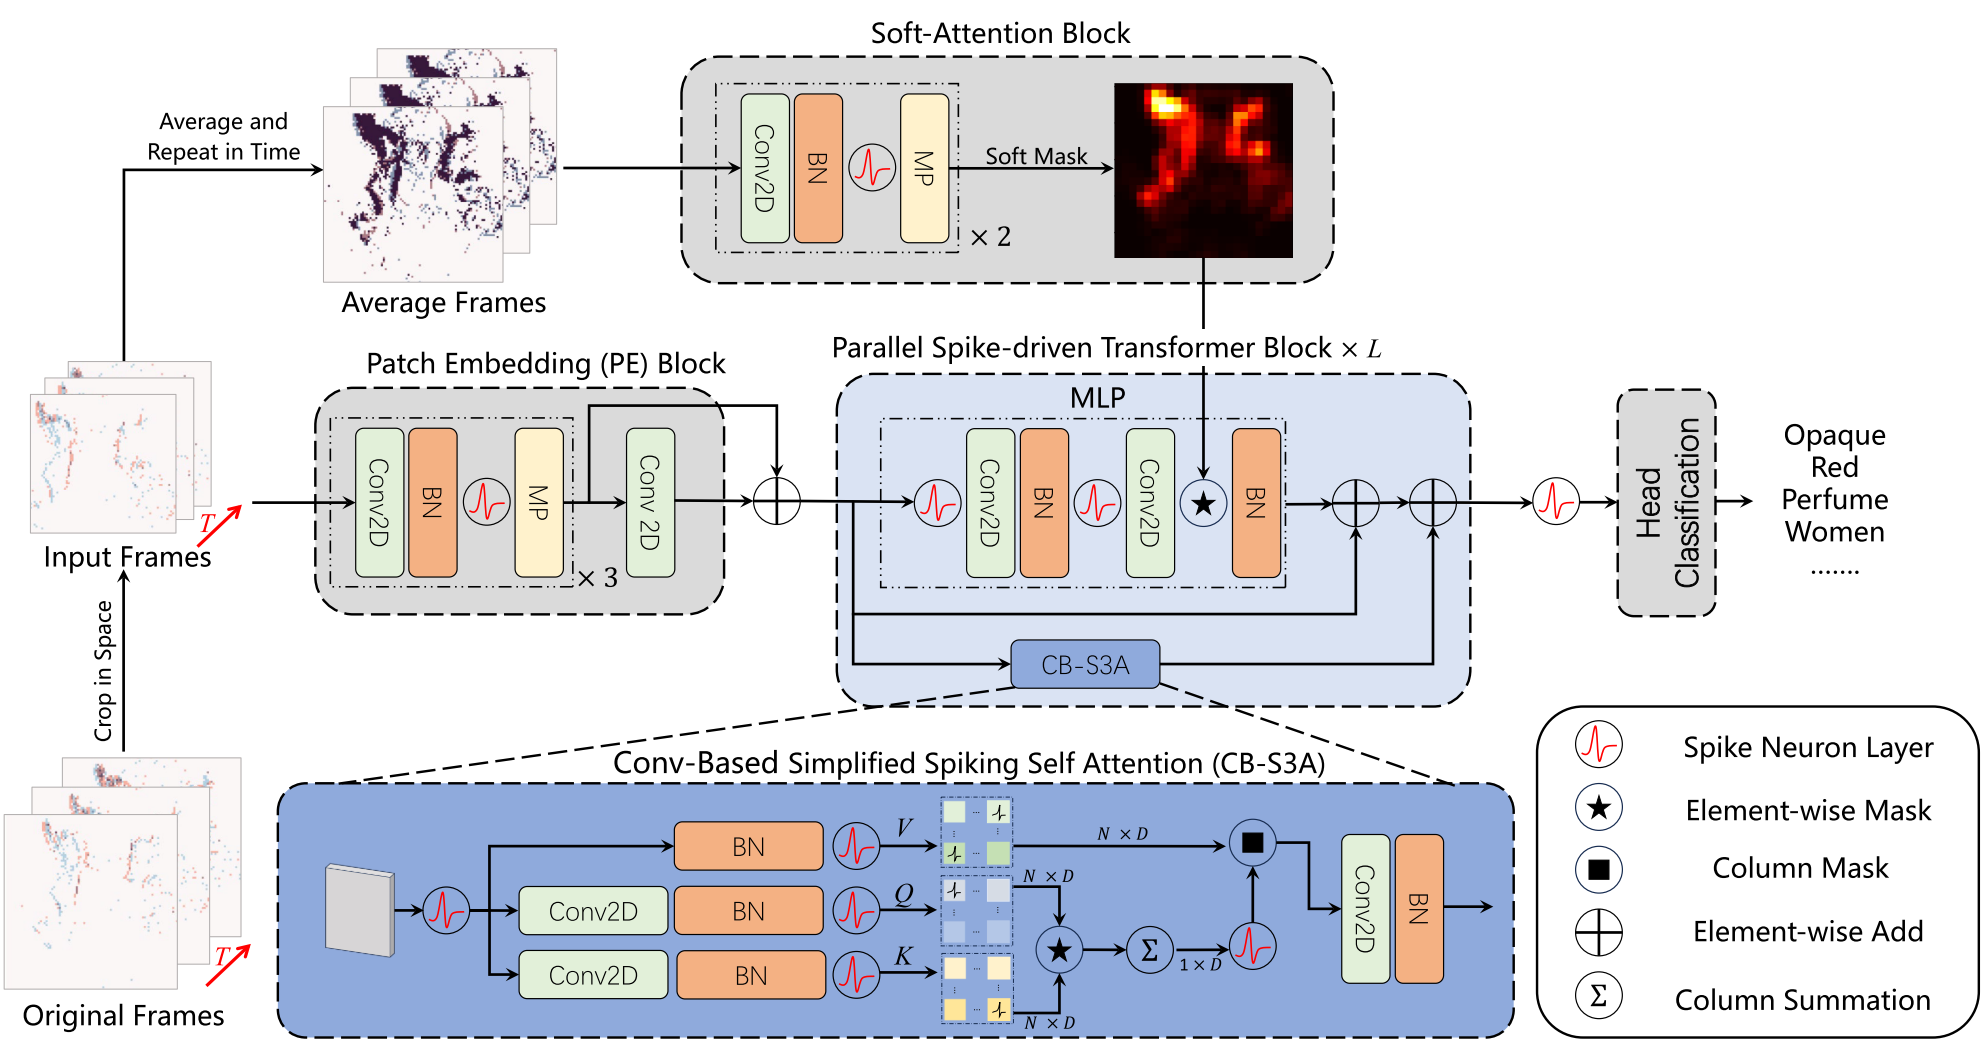 Soft-Attention Block
Average and
Repeat in Time
Conv2D
BN
MP
× 2
Soft Mask
Average Frames
Patch Embedding (PE) Block
Conv2D
BN
MP
× 3
Conv 2D
Parallel Spike-driven Transformer Block × L
MLP
Conv2D
BN
Conv2D
BN
CB-S3A
Head
Classification
Opaque
Red
Perfume
Women
.......
T
Input Frames
Crop in Space
T
Original Frames
Conv-Based Simplified Spiking Self Attention (CB-S3A)
BN
V
N × D
Conv2D
BN
Q
N × D
Conv2D
BN
K
N × D
Σ
1 × D
Conv2D
BN
Spike Neuron Layer
Element-wise Mask
Column Mask
Element-wise Add
Σ
Column Summation